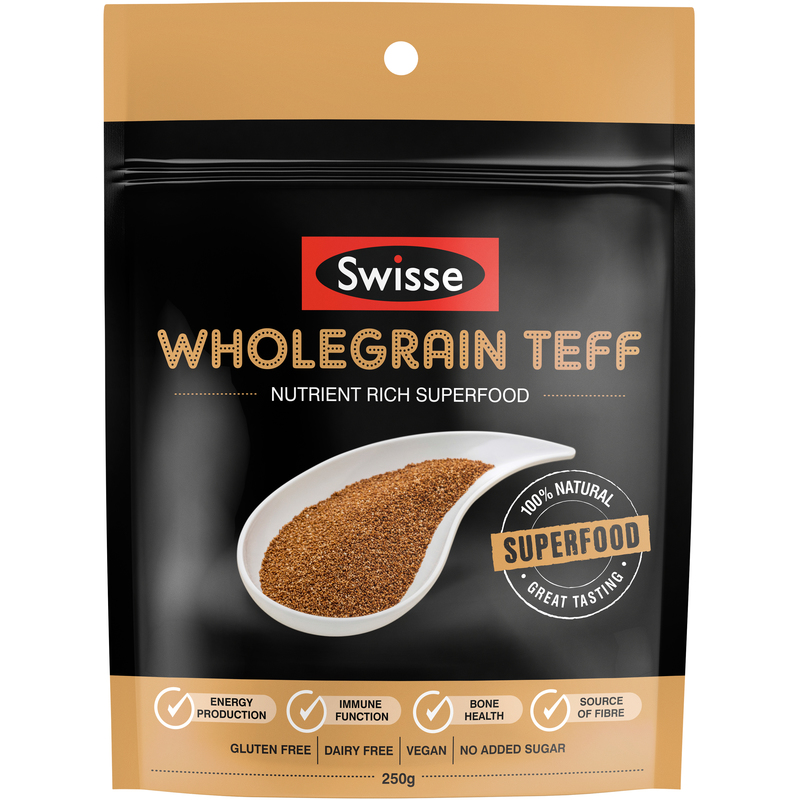 Swisse
WHOLEGRAIN TEFF
NUTRIENT RICH SUPERFOOD
100% NATURAL
SUPERFOOD
• GREAT TASTING •
ENERGY
PRODUCTION
IMMUNE
FUNCTION
BONE
HEALTH
SOURCE
OF FIBRE
GLUTEN FREE | DAIRY FREE | VEGAN | NO ADDED SUGAR
250g